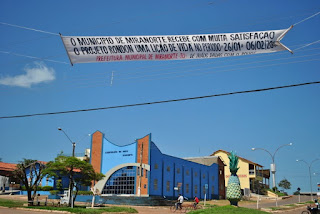 O MUNICÍPIO DE MIRANORTE RECEBE COM MUITA SATISFAÇÃO
O PROJETO RONDON UMA LIÇÃO DE VIDA NO PERÍODO 26/01 A 06/02
PREFEITURA MUNICIPAL DE MIRANORTE-TO